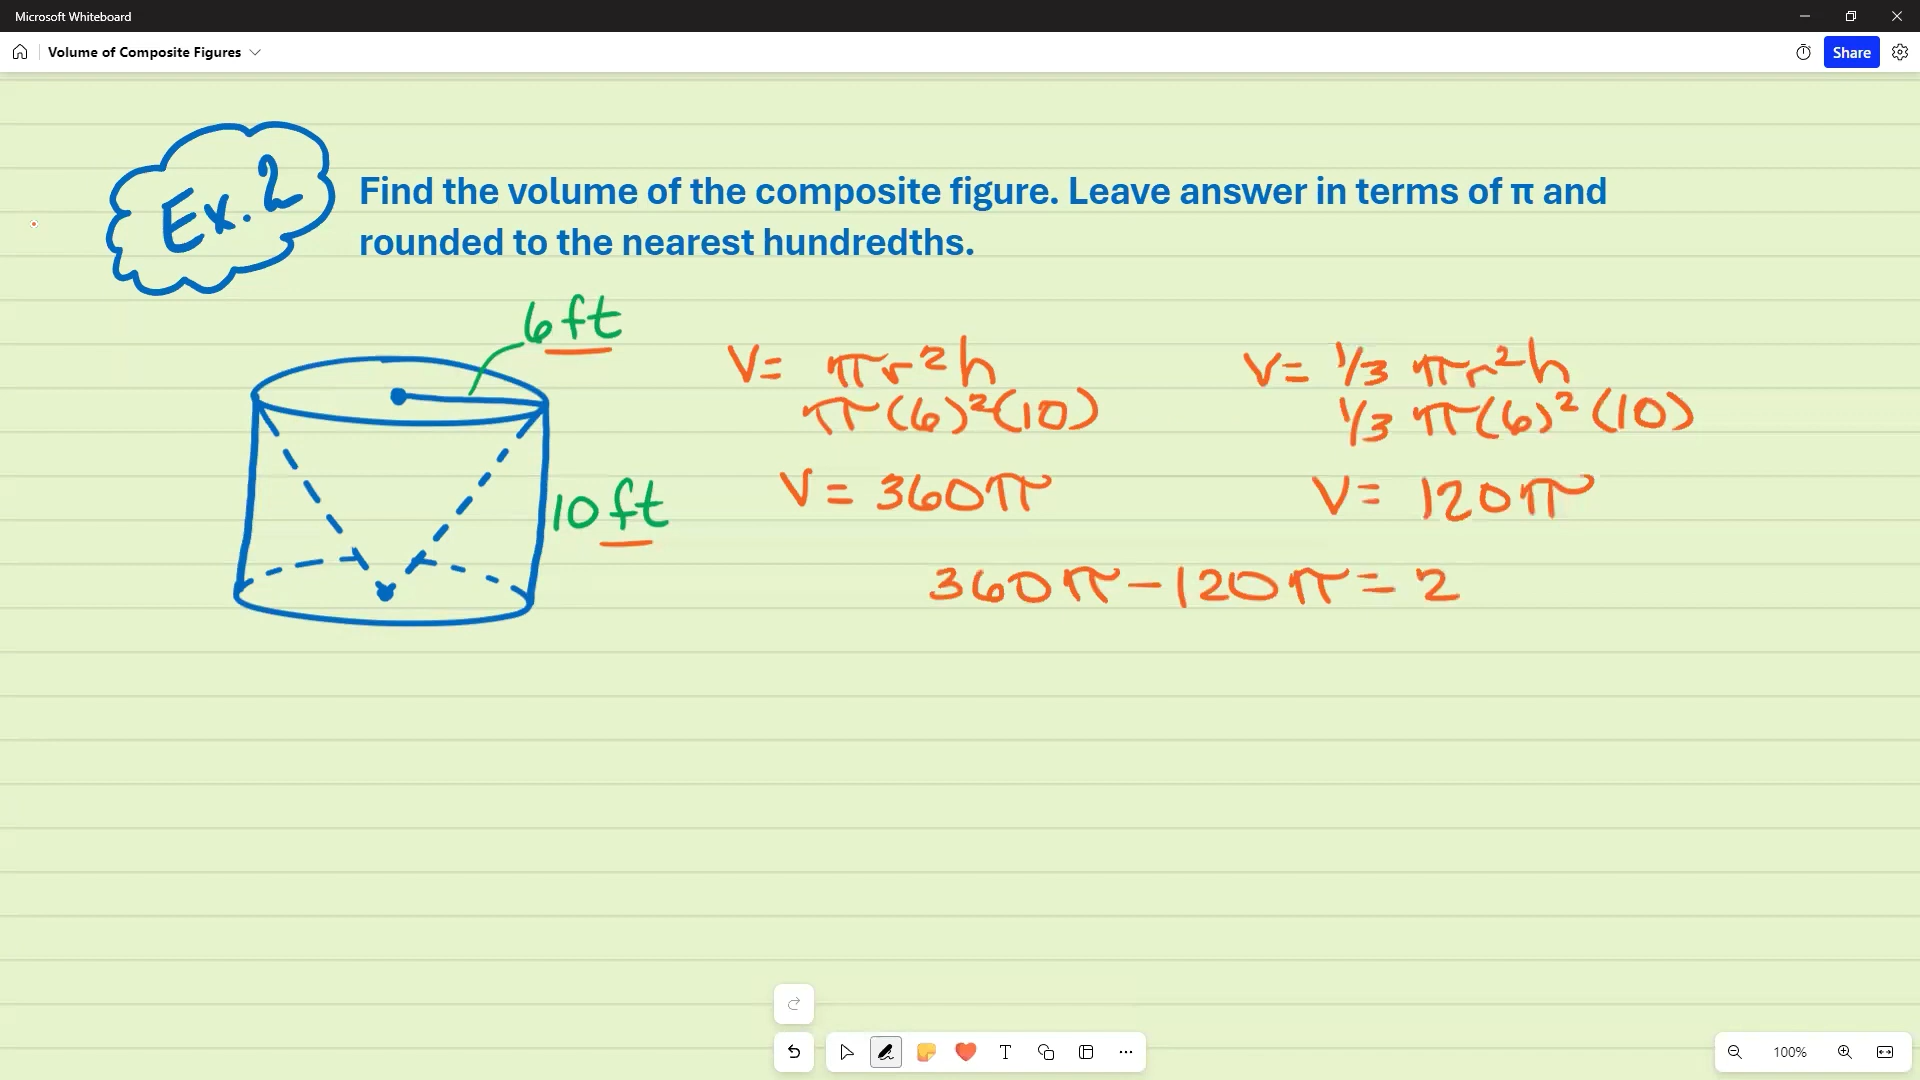 Microsoft Whiteboard
Volume of Composite Figures
Share
Ex. 2
Find the volume of the composite figure. Leave answer in terms of π and
rounded to the nearest hundredths.
6ft
V= πr²h
V= 1/3 πr²h
π(6)²(10)
1/3 π(6)²(10)
10ft
V= 360π
V= 120π
360π-120π=2
100%